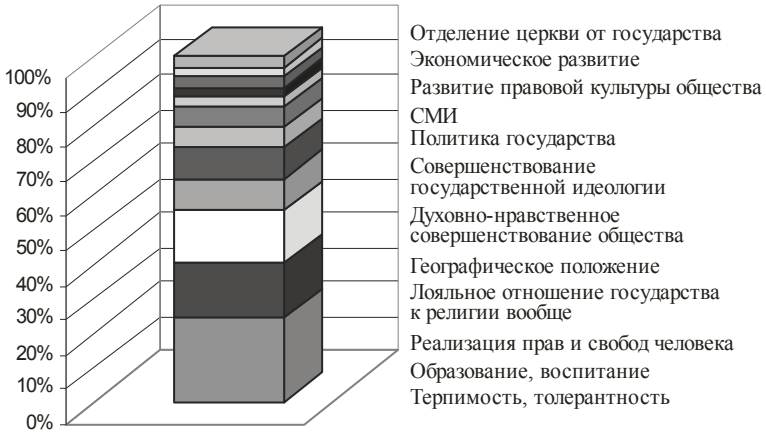 100%
90%
80%
70%
60%
50%
40%
30%
20%
10%
0%
Отделение церкви от государства
Экономическое развитие
Развитие правовой культуры общества
СМИ
Политика государства
Совершенствование
государственной идеологии
Духовно-нравственное
совершенствование общества
Географическое положение
Лояльное отношение государства
к религии вообще
Реализация прав и свобод человека
Образование, воспитание
Терпимость, толерантность